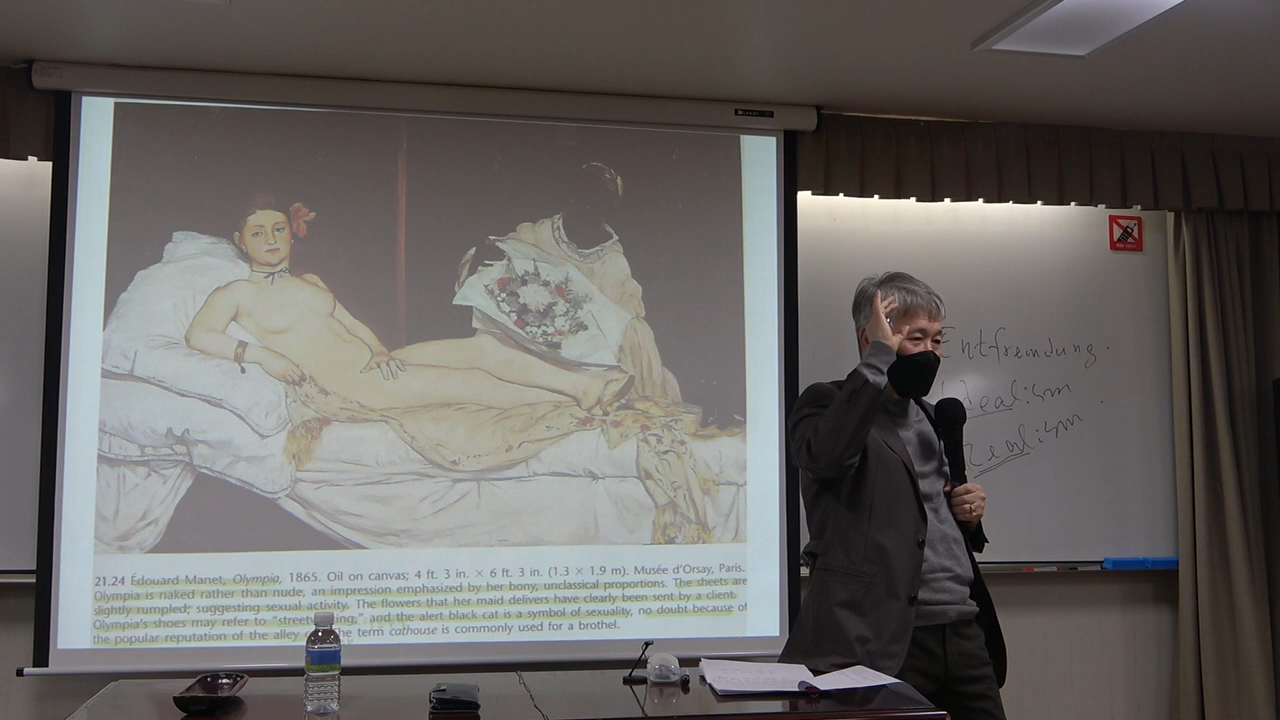 21.24 Édouard Manet, Olympia, 1865. Oil on canvas; 4 ft. 3 in. × 6 ft. 3 in. (1.3 × 1.9 m). Musée d'Orsay, Paris.
Olympia is naked rather than nude, an impression emphasized by her bony, unclassical proportions. The sheets are
slightly rumpled; suggesting sexual activity. The flowers that her maid delivers have clearly been sent by a client.
Olympia's shoes may refer to "street ing," and the alert black cat is a symbol of sexuality, no doubt because of
the popular reputation of the alley he term cathouse is commonly used for a brothel.
Entfremdung.
Idealism
Realism.